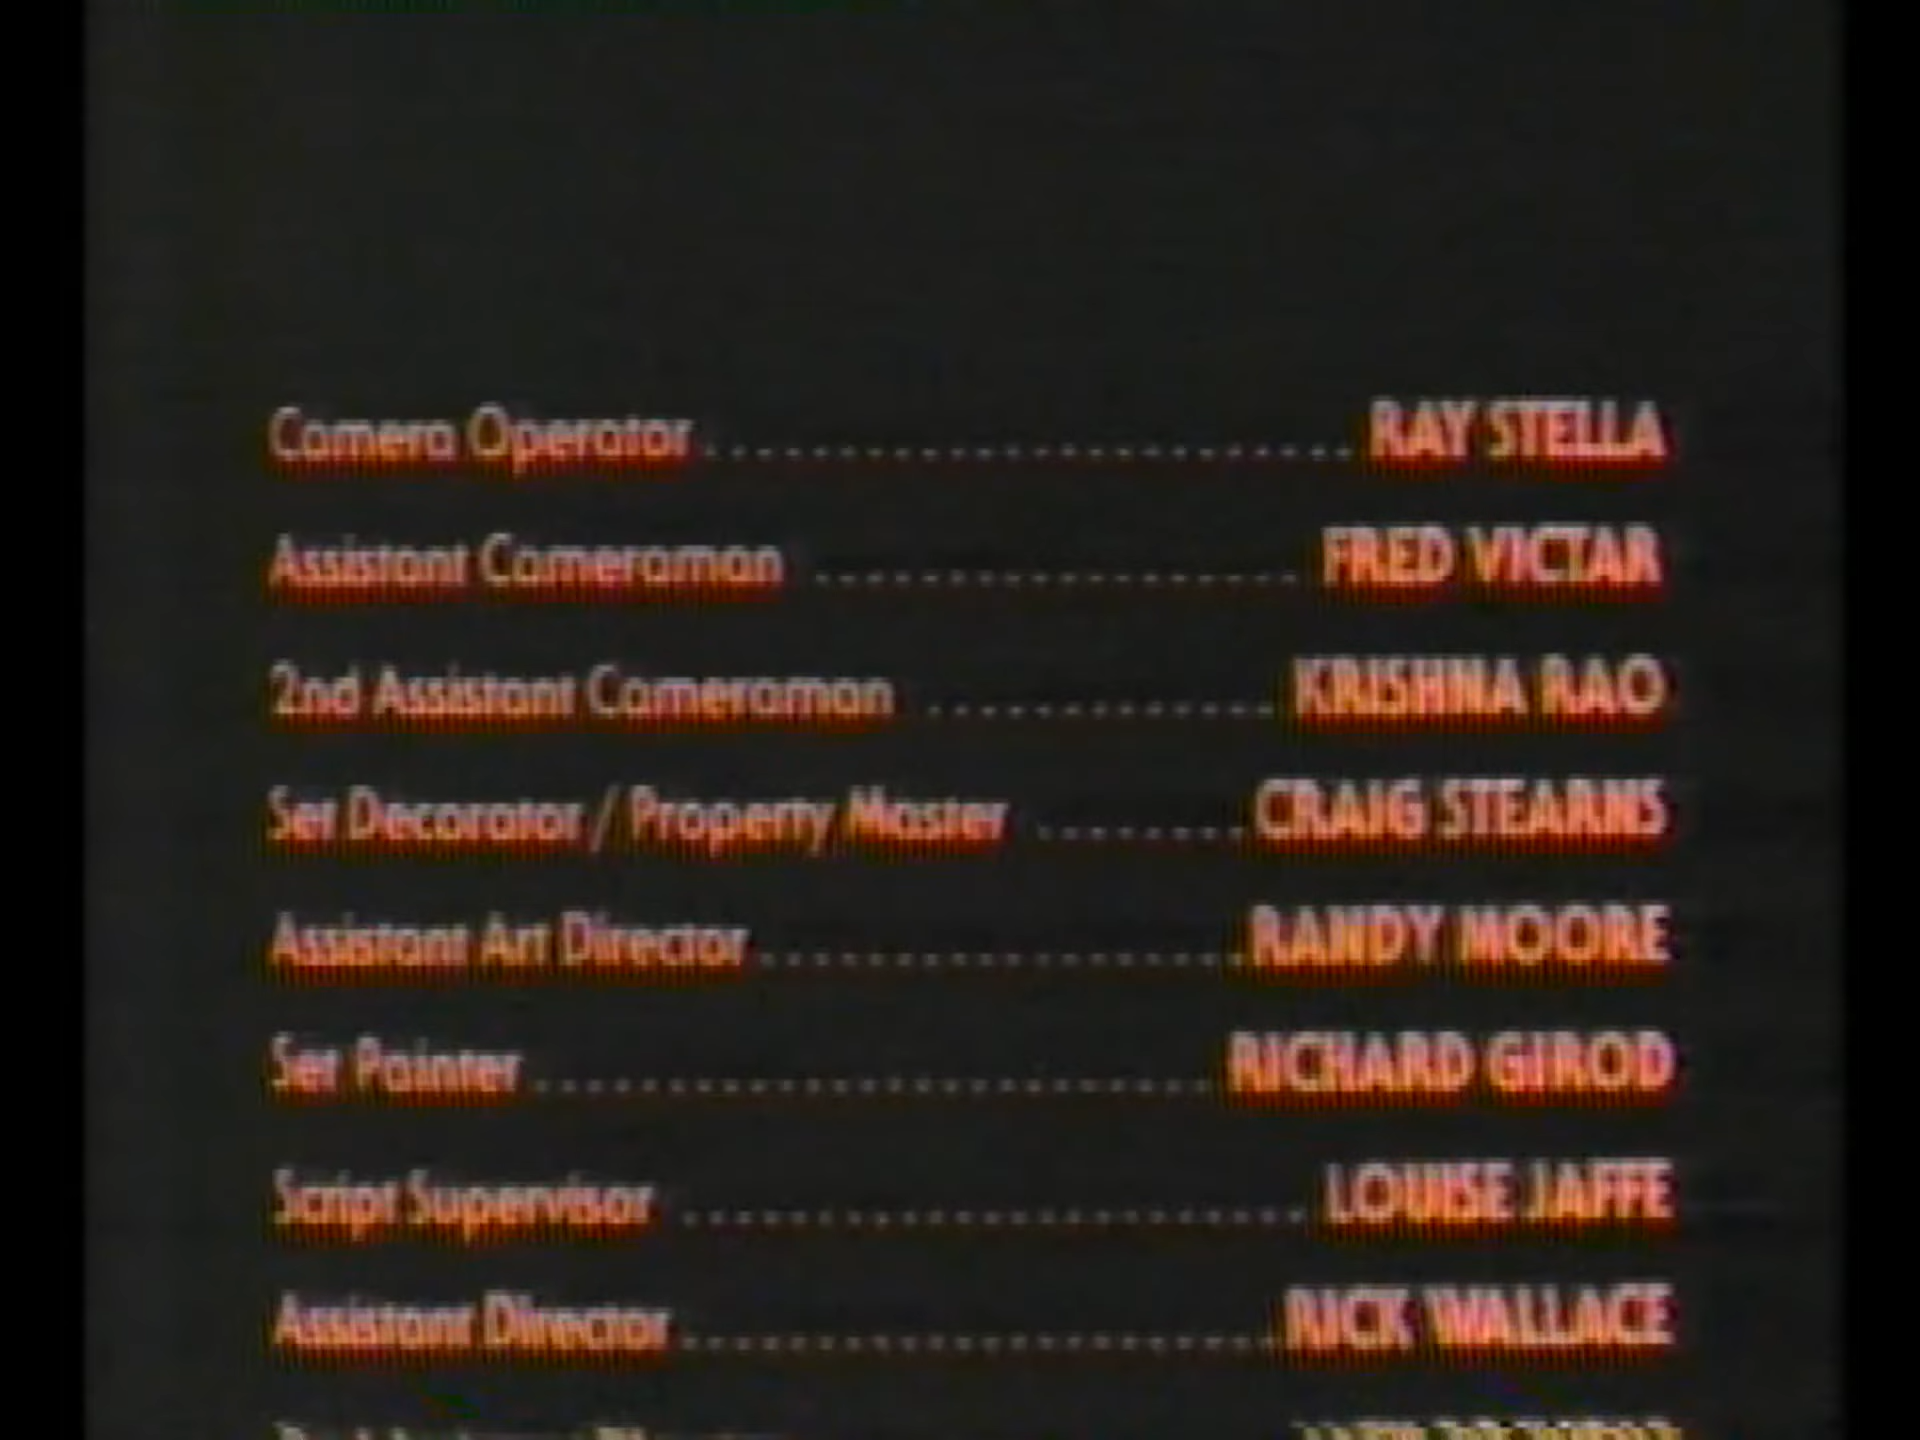 Camera Operator ........................ RAY STELLA
Assistant Cameraman .................. FRED VICTAR
2nd Assistant Cameraman ............. KRISHNA RAO
Set Decorator / Property Master ........ CRAIG STEARNS
Assistant Art Director .................. RANDY MOORE
Set Painter ......................... RICHARD GIROD
Script Supervisor ....................... LOUISE JAFFE
Assistant Director ...................... RICK WALLACE